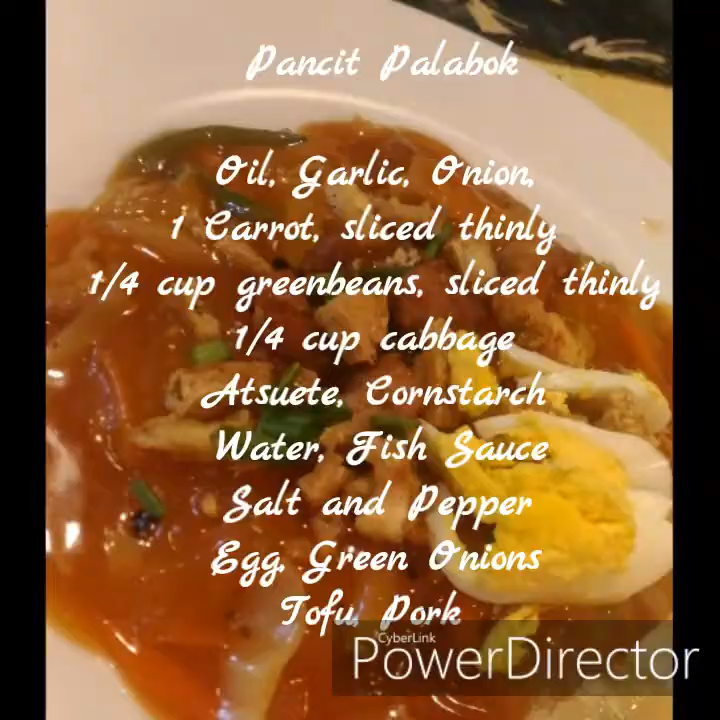 Pancit Palabok
Oil, Garlic, Onion,
1 Carrot, sliced thinly
1/4 cup greenbeans, sliced thinly
1/4 cup cabbage
Atsuete, Cornstarch
Water, Fish Sauce
Salt and Pepper
Egg, Green Onions
Tofu, Pork
CyberLink
PowerDirector